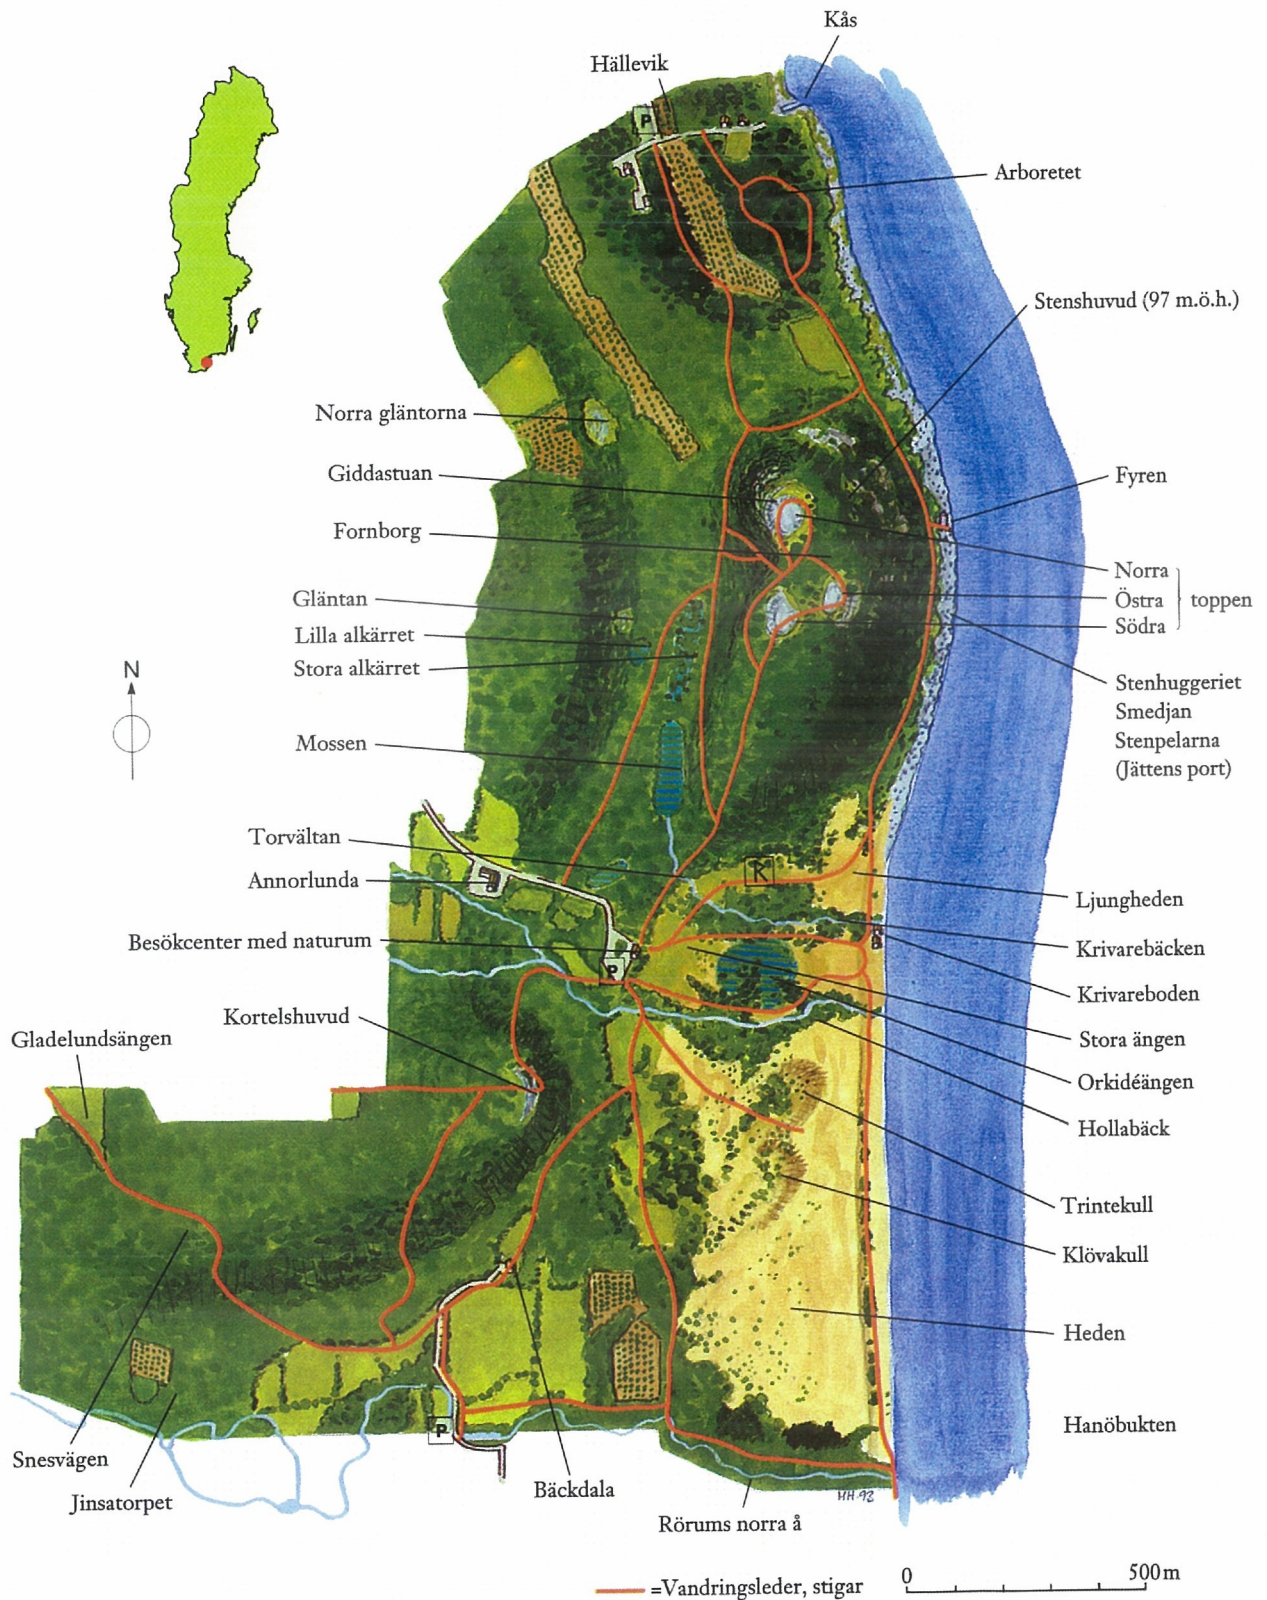 Kås
Hällevik
P
Arboretet
Stenshuvud (97 m.ö.h.)
Norra gläntorna
Giddastuan
Fyren
Fornborg
Norra
Östra
toppen
Södra
Gläntan
Lilla alkärret
Stora alkärret
N
Stenhuggeriet
Smedjan
Stenpelarna
(Jättens port)
Mossen
Torvältan
K
Annorlunda
Ljungheden
Besökcenter med naturum
Krivarebäcken
P
Krivareboden
Kortelshuvud
Gladelundsängen
Stora ängen
Orkidéängen
Hollabäck
Trintekull
Klövakull
Heden
Hanöbukten
P
Snesvägen
Jinsatorpet
Bäckdala
HH-92
Rörums norra å
=Vandringsleder, stigar
0 500m